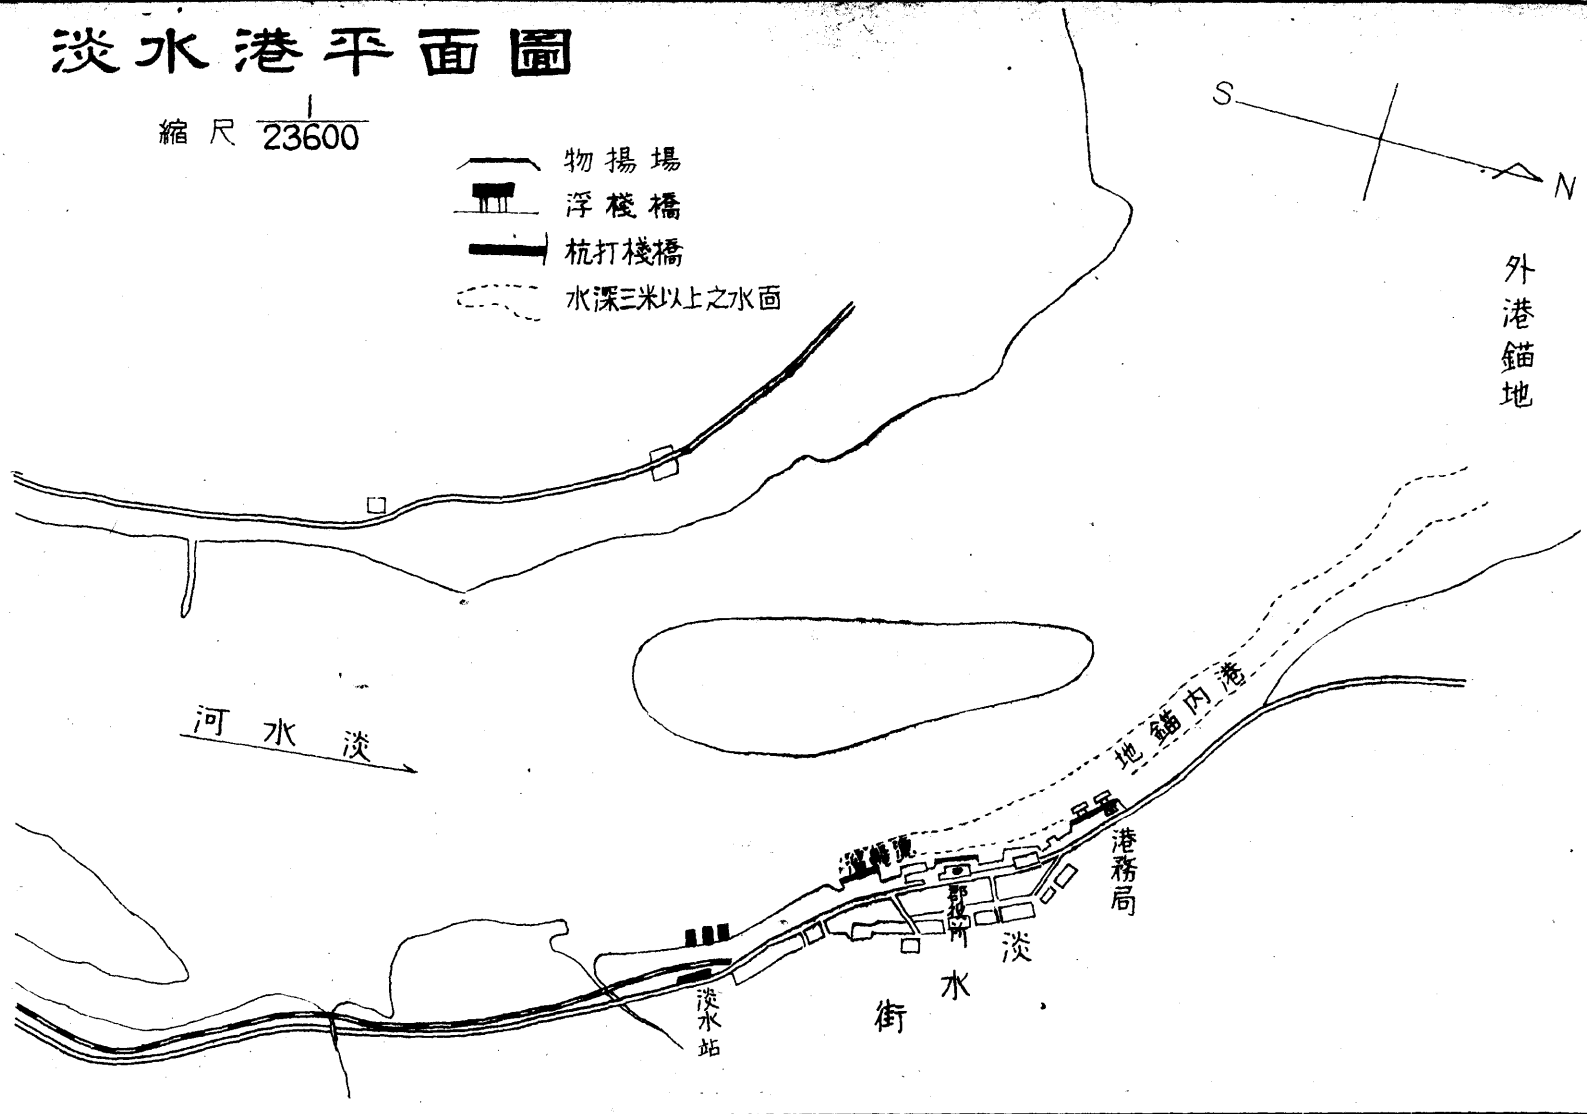 淡水港平面圖
縮尺 1/23600
物揚場
浮棧橋
杭打棧橋
水深三米以上之水面
S
N
外港錨地
淡水河
港內錨地
港務局
郡役所
淡水街
淡水站